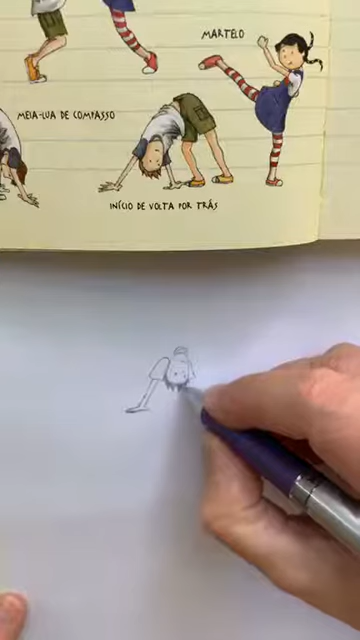 MARTELO
MEIA-LUA DE COMPASSO
INÍCIO DE VOLTA POR TRÁS